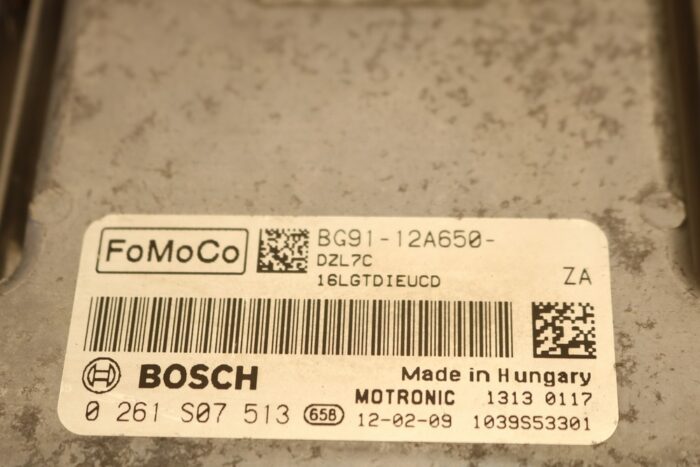 FoMoCo BG91-12A650-
DZL7C
16LGTDIEUCD
ZA
BOSCH Made in Hungary
MOTRONIC 1313 0117
0 261 S07 513 658 12-02-09 1039S53301